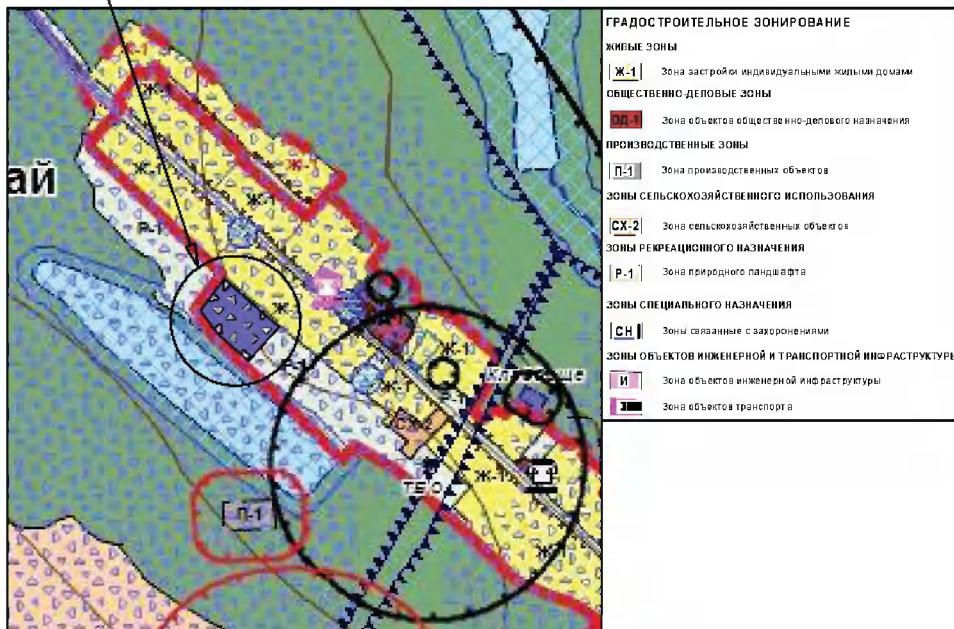 ГРАДОСТРОИТЕЛЬНОЕ ЗОНИРОВАНИЕ
ЖИЛЫЕ ЗОНЫ
Ж-1 Зона застройки индивидуальными жилыми домами
ОБЩЕСТВЕННО-ДЕЛОВЫЕ ЗОНЫ
ОД-1 Зона объектов общественно-делового назначения
ПРОИЗВОДСТВЕННЫЕ ЗОНЫ
П-1 Зона производственных объектов
ЗОНЫ СЕЛЬСКОХОЗЯЙСТВЕННОГО ИСПОЛЬЗОВАНИЯ
СХ-2 Зона сельскохозяйственных объектов
ЗОНЫ РЕКРЕАЦИОННОГО НАЗНАЧЕНИЯ
Р-1 Зона природного ландшафта
ЗОНЫ СПЕЦИАЛЬНОГО НАЗНАЧЕНИЯ
СН Зоны связанные с захоронениями
ЗОНЫ ОБЪЕКТОВ ИНЖЕНЕРНОЙ И ТРАНСПОРТНОЙ ИНФРАСТРУКТУРЫ
И Зона объектов инженерной инфраструктуры
Зона объектов транспорта
ай
Ж-1
Ж-1
Ж-1
Ж-1
Р-1
Ж-1
Ж-1
Р-1
СХ-2
Ж-1
Ж-1
П-1